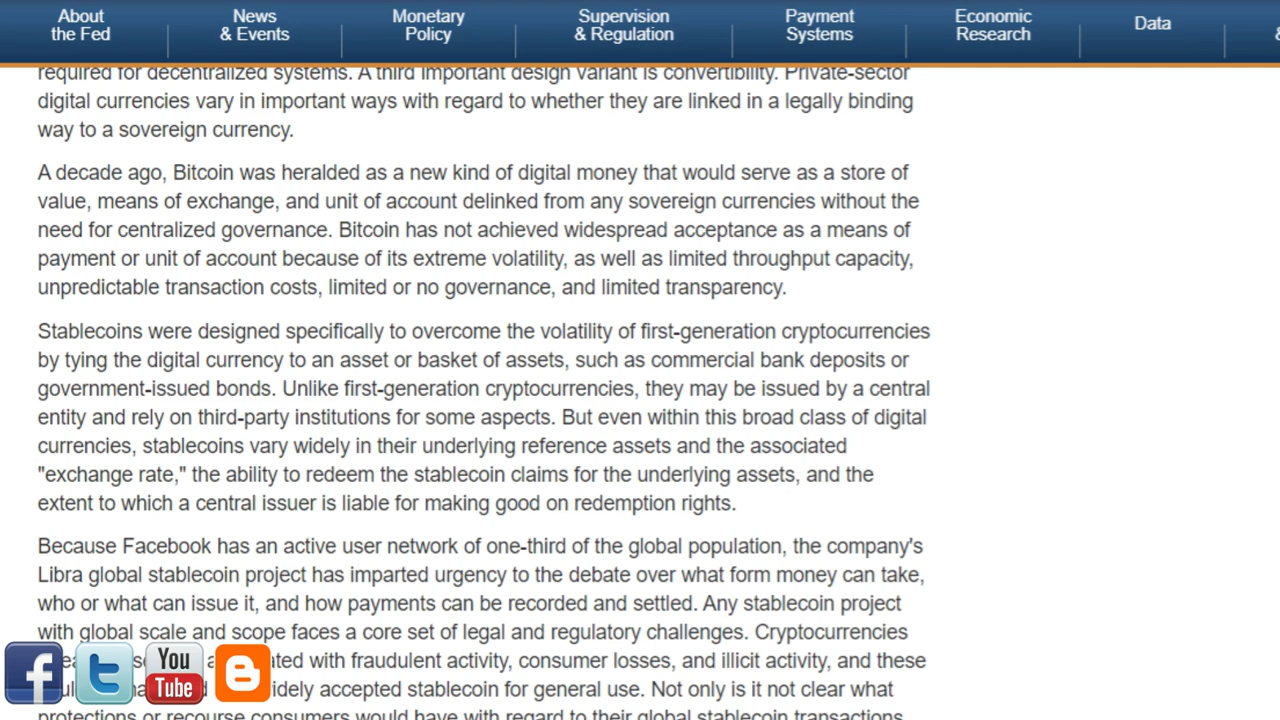 About
the Fed
News
& Events
Monetary
Policy
Supervision
& Regulation
Payment
Systems
Economic
Research
Data
&
required for decentralized systems. A third important design variant is convertibility. Private-sector
digital currencies vary in important ways with regard to whether they are linked in a legally binding
way to a sovereign currency.
A decade ago, Bitcoin was heralded as a new kind of digital money that would serve as a store of
value, means of exchange, and unit of account delinked from any sovereign currencies without the
need for centralized governance. Bitcoin has not achieved widespread acceptance as a means of
payment or unit of account because of its extreme volatility, as well as limited throughput capacity,
unpredictable transaction costs, limited or no governance, and limited transparency.
Stablecoins were designed specifically to overcome the volatility of first-generation cryptocurrencies
by tying the digital currency to an asset or basket of assets, such as commercial bank deposits or
government-issued bonds. Unlike first-generation cryptocurrencies, they may be issued by a central
entity and rely on third-party institutions for some aspects. But even within this broad class of digital
currencies, stablecoins vary widely in their underlying reference assets and the associated
"exchange rate," the ability to redeem the stablecoin claims for the underlying assets, and the
extent to which a central issuer is liable for making good on redemption rights.
Because Facebook has an active user network of one-third of the global population, the company's
Libra global stablecoin project has imparted urgency to the debate over what form money can take,
who or what can issue it, and how payments can be recorded and settled. Any stablecoin project
with global scale and scope faces a core set of legal and regulatory challenges. Cryptocurrencies
with fraudulent activity, consumer losses, and illicit activity, and these
accepted stablecoin for general use. Not only is it not clear what
protections or recourse consumers would have with regard to their global stablecoin transactions
f
t
You
Tube
B